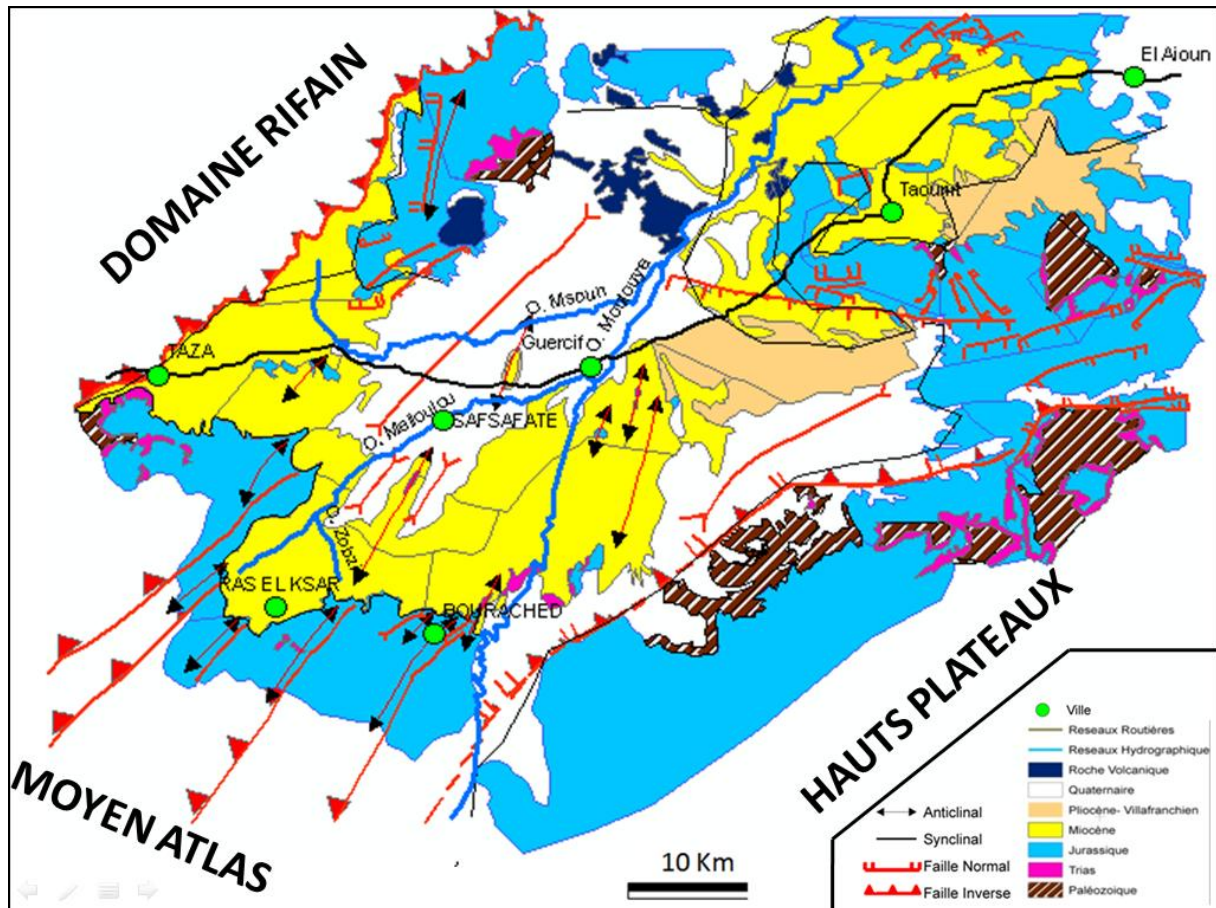 El Aioun
DOMAINE RIFAIN
Taourirt
O. Msoun
O. Moulouye
Guercif
TAZA
O. Melloulou
SAFSAFATE
O. Zobzi
RAS EL KSAR
BOURACHED
HAUTS PLATEAUX
MOYEN ATLAS
10 Km
Anticlinal
Synclinal
Faille Normal
Faille Inverse
Ville
Reseaux Routières
Reseaux Hydrographique
Roche Volcanique
Quaternaire
Pliocène- Villafranchien
Miocène
Jurassique
Trias
Paléozoique